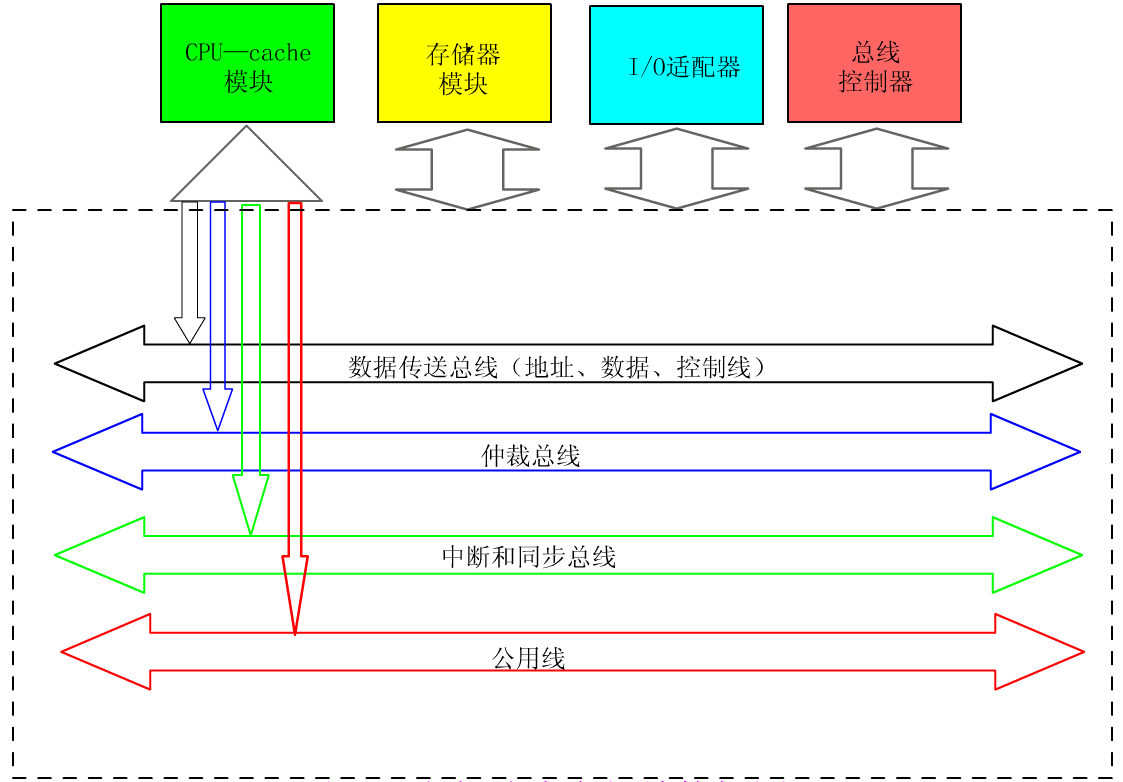 CPU—cache
模块
存储器
模块
I/O适配器
总线
控制器
数据传送总线（地址、数据、控制线）
仲裁总线
中断和同步总线
公用线